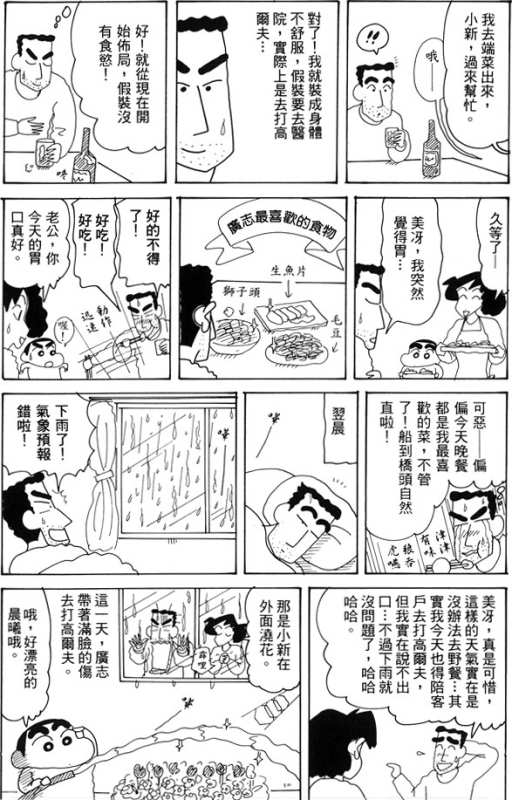 我去端菜出來，
小新，過來幫忙。
哦──
!!
對了！我就裝成身體
不舒服，假裝要去醫
院，實際上是去打高
爾夫…
好！就從現在開
始佈局，假裝沒
有食慾！
咚
久等了──
美冴，我突然
覺得胃…
廣志最喜歡的食物
生魚片
獅子頭
毛豆
好的不得
了！
好吃！
好吃！
動作
迅速
喔！
老公，你
今天的胃
口真好。
可惡──偏
偏今天晚餐
都是我最喜
歡的菜，不管
了！船到橋頭自然
直啦！
津津
有味
狼吞
虎嚥
翌晨
下雨了！
氣象預報
錯啦！
美冴，真是可惜，
這樣的天氣實在是
沒辦法去野餐…其
實我今天也得陪客
戶去打高爾夫，
但我實在說不出
口…不過下雨就
沒問題了，哈哈
哈哈。
那是小新在
外面澆花。
這一天，廣志
帶著滿臉的傷
去打高爾夫。
哦，好漂亮的
晨曦哦。